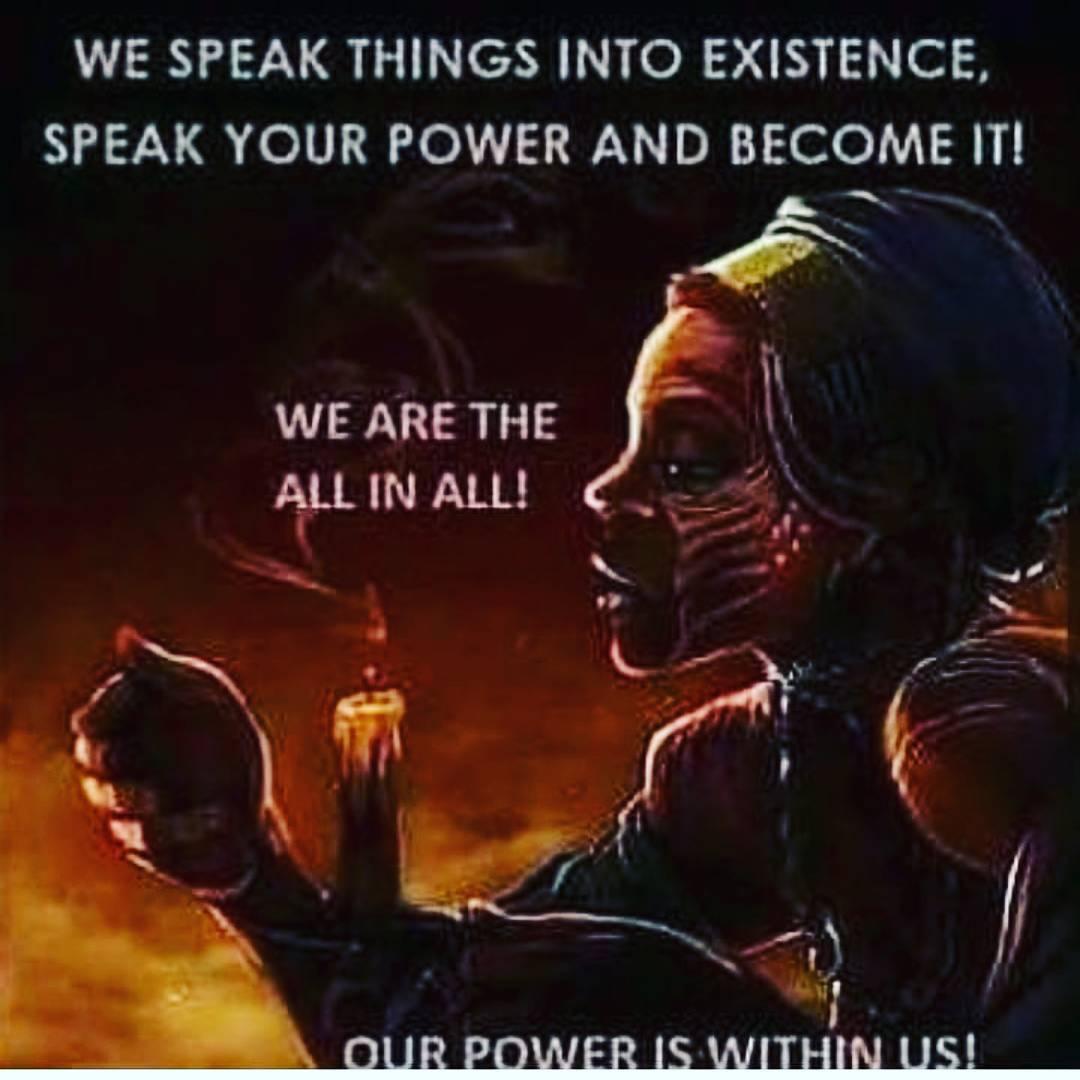 WE SPEAK THINGS INTO EXISTENCE,
SPEAK YOUR POWER AND BECOME IT!
WE ARE THE
ALL IN ALL!
OUR POWER IS WITHIN US!